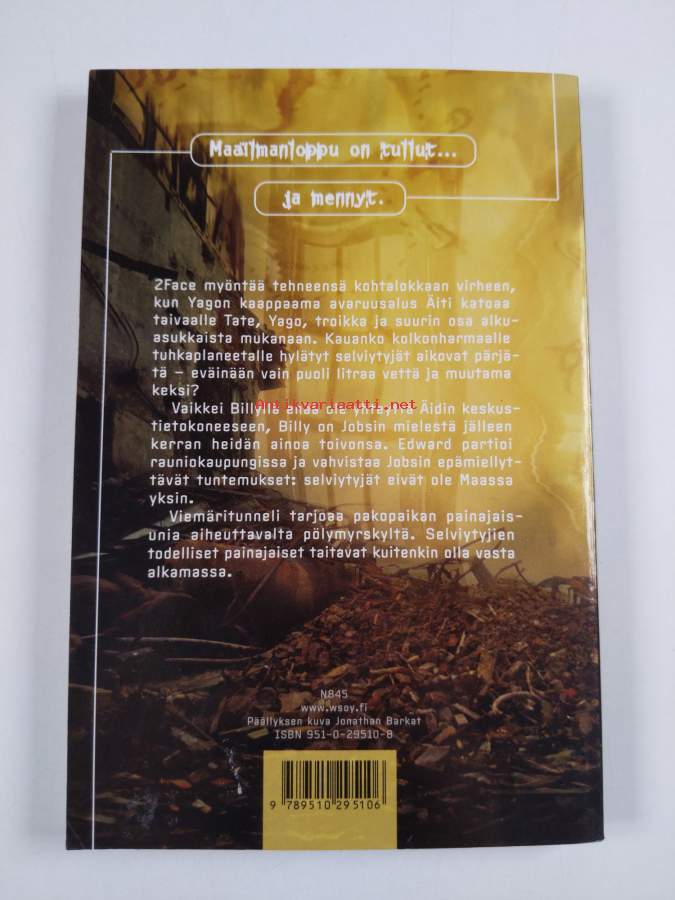 Maailmanloppu on tullut...
ja mennyt.
2Face myöntää tehneensä kohtalokkaan virheen,
kun Yagon kaappaama avaruusalus Äiti katoaa
taivaalle Tate, Yago, troikka ja suurin osa alku-
asukkaista mukanaan. Kauanko kolkonharmaalle
tuhkaplaneetalle hylätyt selviytyjät aikovat pärjä-
tä – eväinään vain puoli litraa vettä ja muutama
keksi?
Antikvariaatti.net
Vaikkei Billyllä enää ole yhteyttä Äidin keskus-
tietokoneeseen, Billy on Jobsin mielestä jälleen
kerran heidän ainoa toivonsa. Edward partioi
rauniokaupungissa ja vahvistaa Jobsin epämiellyt-
tävät tuntemukset: selviytyjät eivät ole Maassa
yksin.
Viemäritunneli tarjoaa pakopaikan painajais-
unia aiheuttavalta pölymyrskyltä. Selviytyjien
todelliset painajaiset taitavat kuitenkin olla vasta
alkamassa.
N845
www.wsoy.fi
Päällyksen kuva Jonathan Barkat
ISBN 951-0-29510-8
9 789510 295106